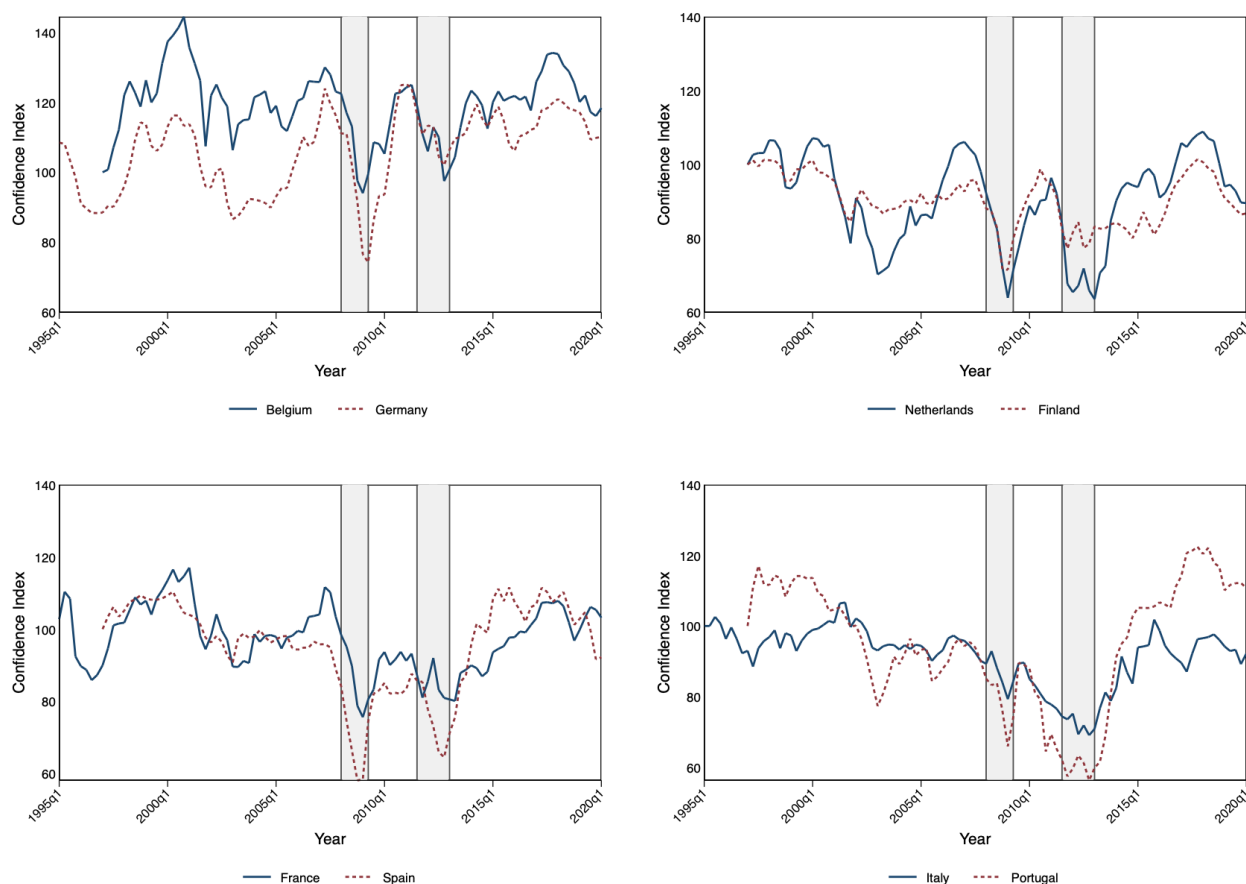 Confidence Index
140
120
100
80
60
1995q1
2000q1
2005q1
2010q1
2015q1
2020q1
Year
Belgium
Germany
Confidence Index
140
120
100
80
60
1995q1
2000q1
2005q1
2010q1
2015q1
2020q1
Year
Netherlands
Finland
Confidence Index
140
120
100
80
60
1995q1
2000q1
2005q1
2010q1
2015q1
2020q1
Year
France
Spain
Confidence Index
140
120
100
80
60
1995q1
2000q1
2005q1
2010q1
2015q1
2020q1
Year
Italy
Portugal